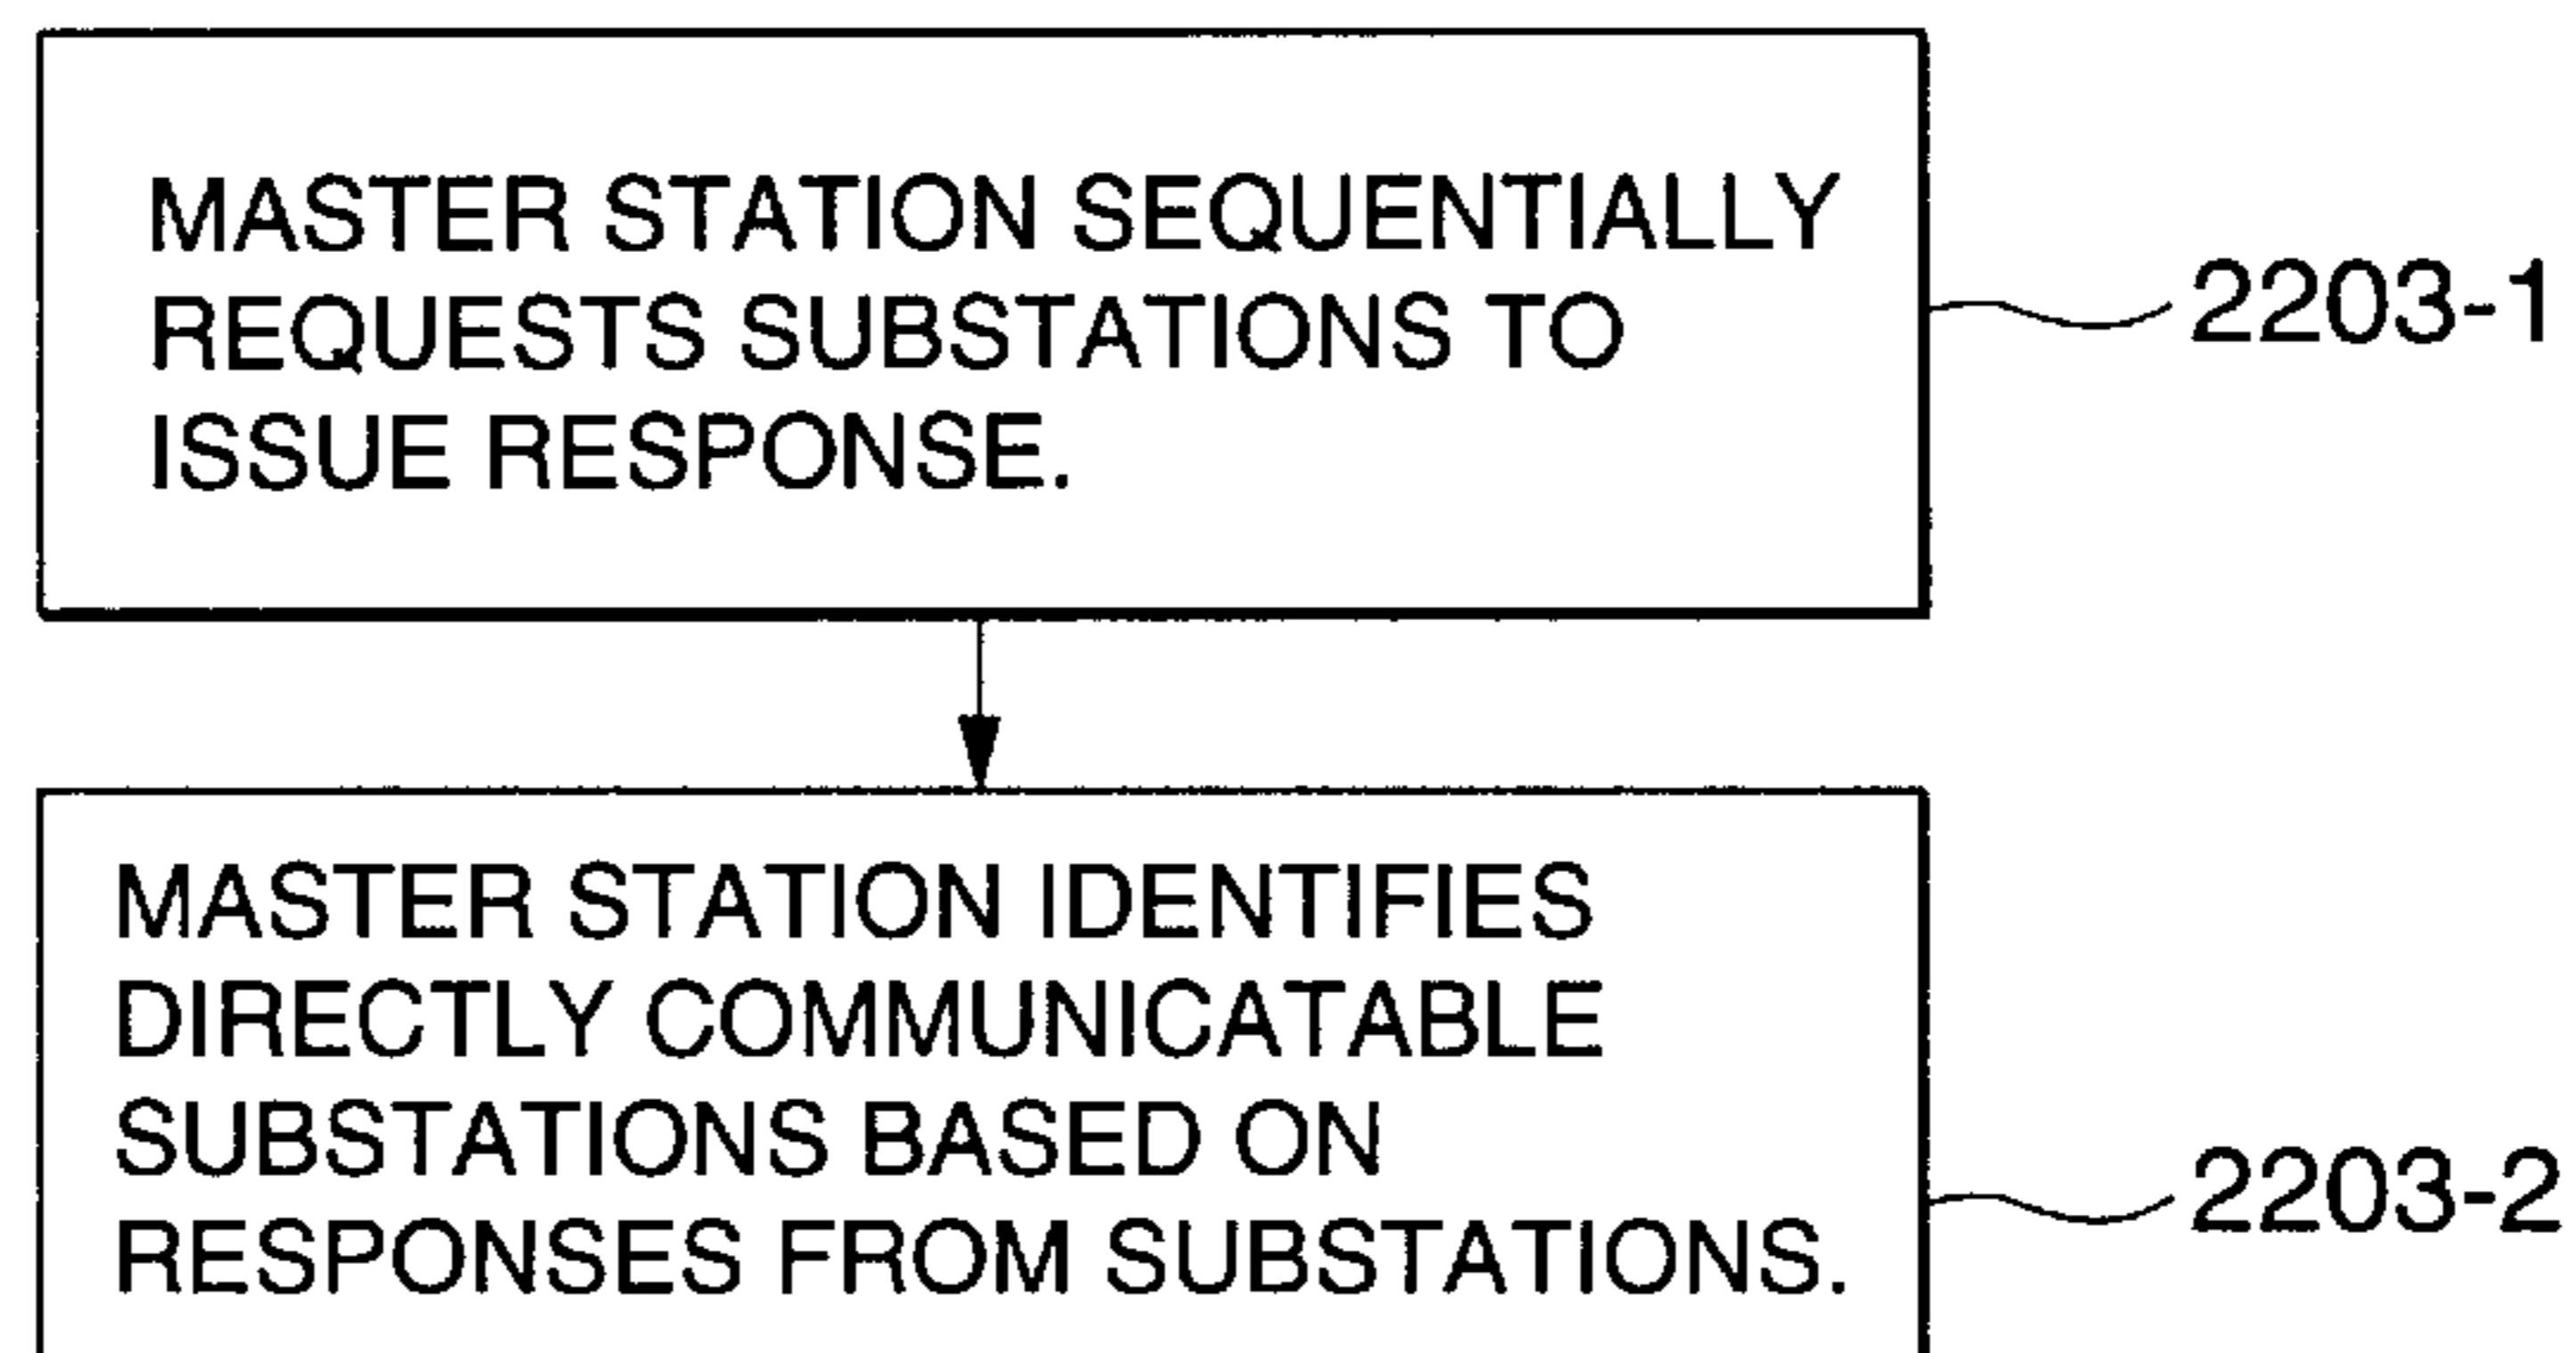 MASTER STATION SEQUENTIALLY
REQUESTS SUBSTATIONS TO
ISSUE RESPONSE.
2203-1
MASTER STATION IDENTIFIES
DIRECTLY COMMUNICATABLE
SUBSTATIONS BASED ON
RESPONSES FROM SUBSTATIONS.
2203-2